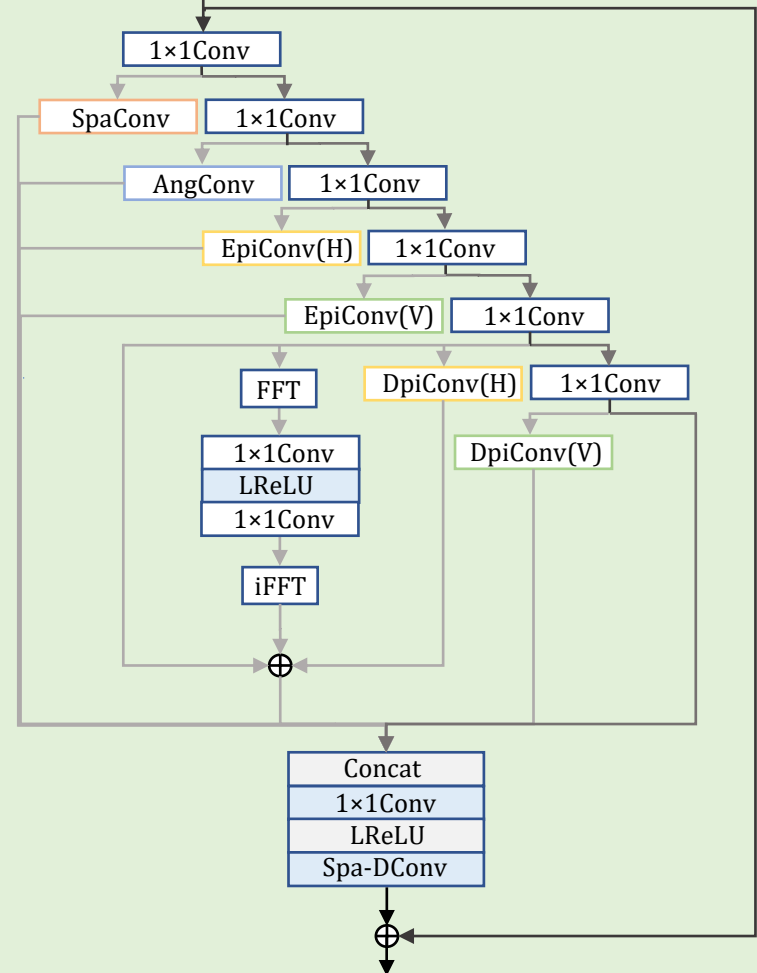 1×1Conv
SpaConv
1×1Conv
AngConv
1×1Conv
EpiConv(H)
1×1Conv
EpiConv(V)
1×1Conv
FFT
DpiConv(H)
1×1Conv
1×1Conv
DpiConv(V)
LReLU
1×1Conv
iFFT
Concat
1×1Conv
LReLU
Spa-DConv